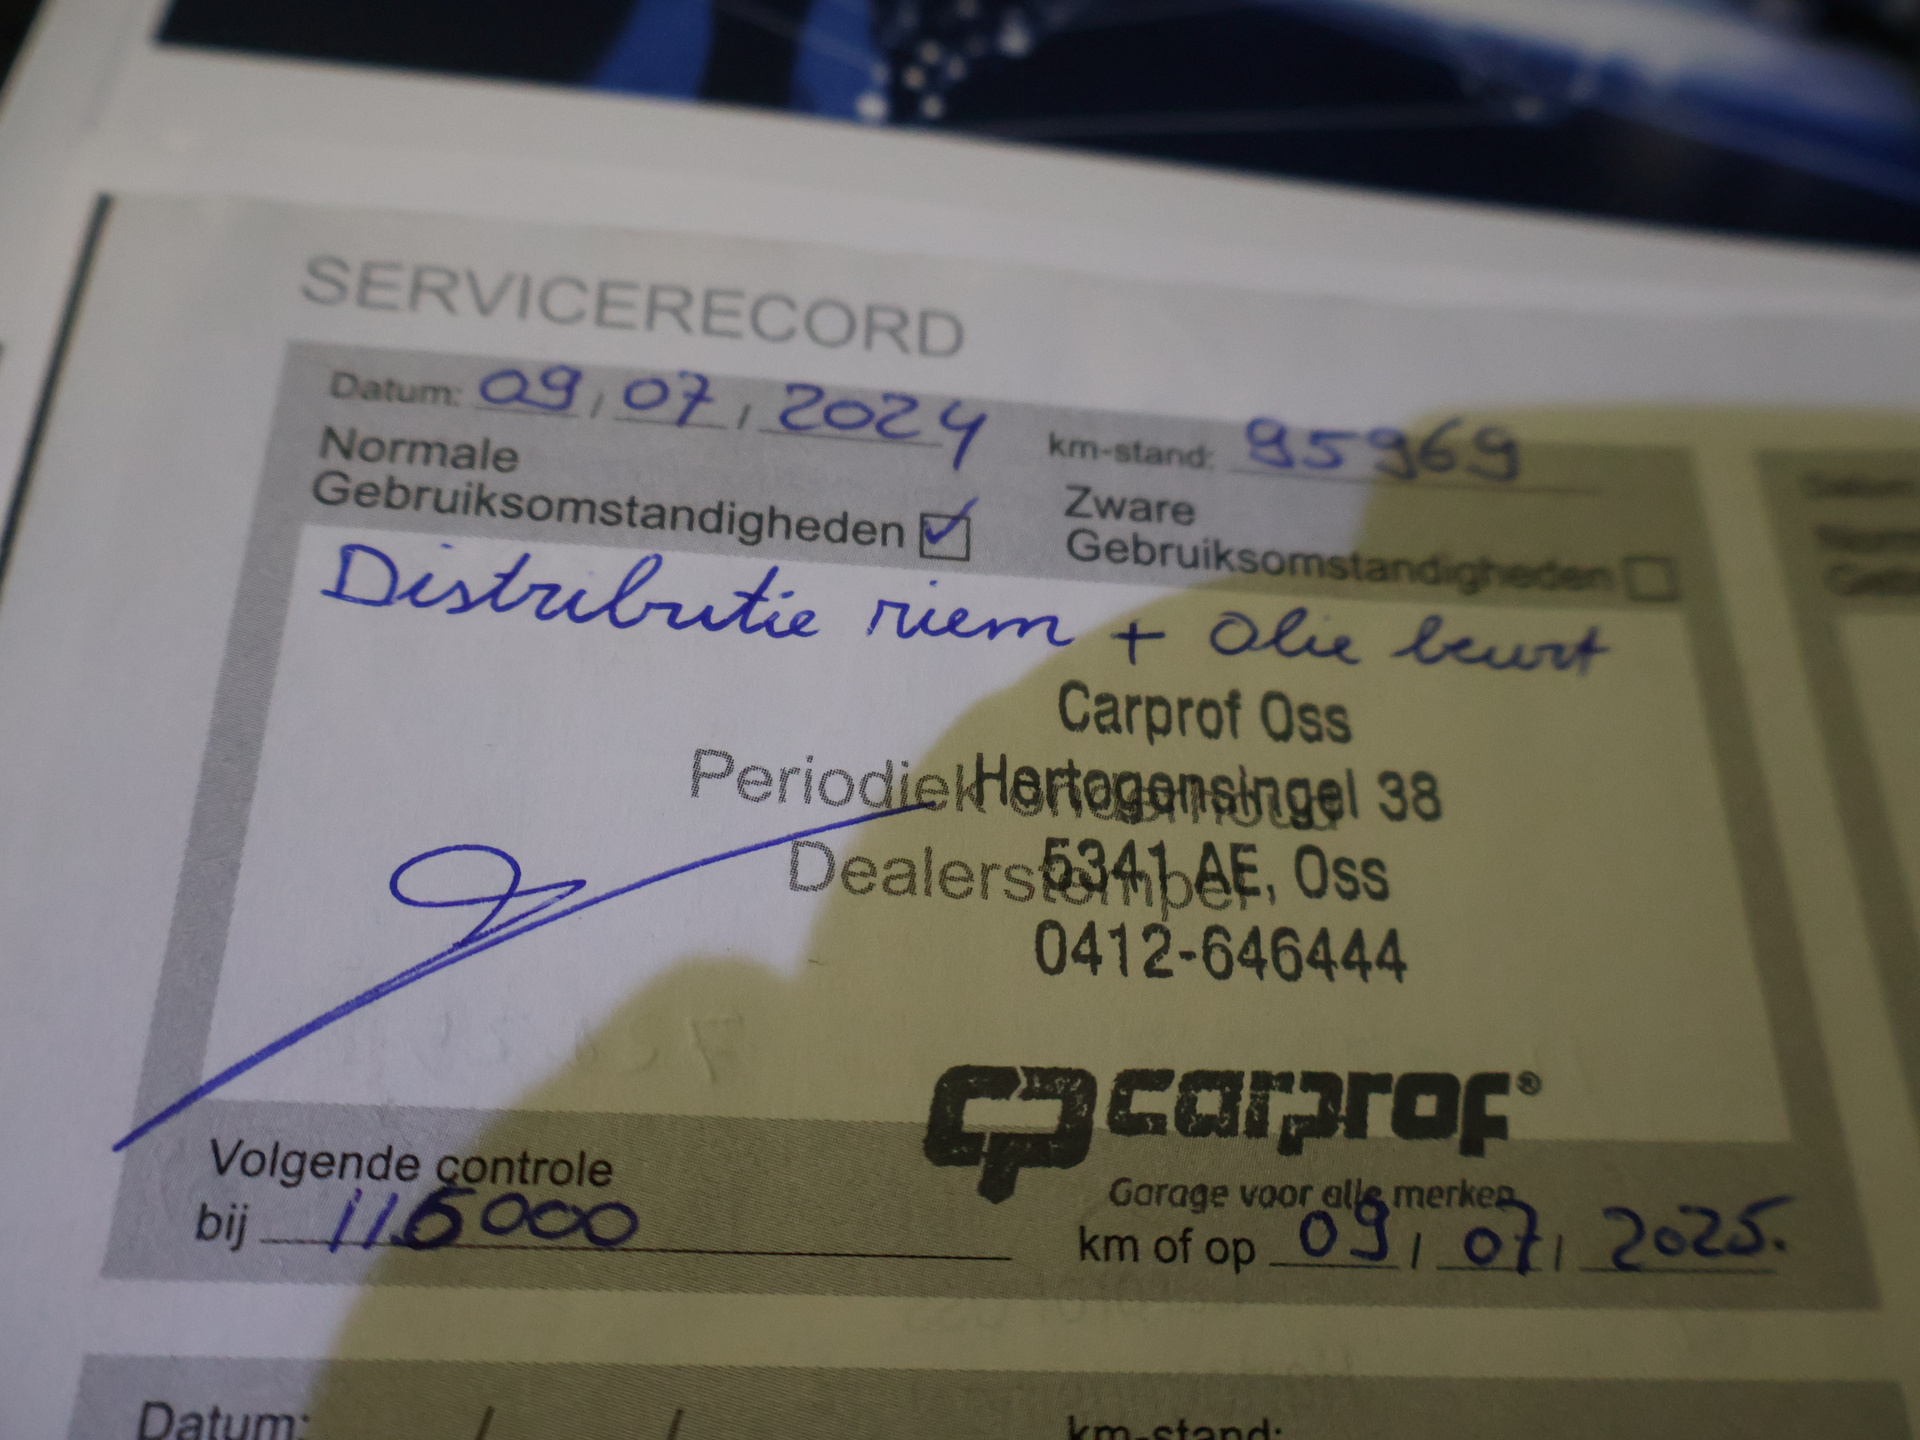 SERVICERECORD
Datum: 09 / 07 / 2024 km-stand: 95969
Normale
Gebruiksomstandigheden
Zware
Gebruiksomstandigheden
Distributie riem + Olie beurt
Carprof Oss
Periodiek onderhoud
Hertogensingel 38
Dealerstempel
5341 AE, Oss
0412-646444
cp carprof®
Garage voor alle merken
Volgende controle
bij 115000 km of op 09 / 07 / 2025.
Datum: / / km-stand: